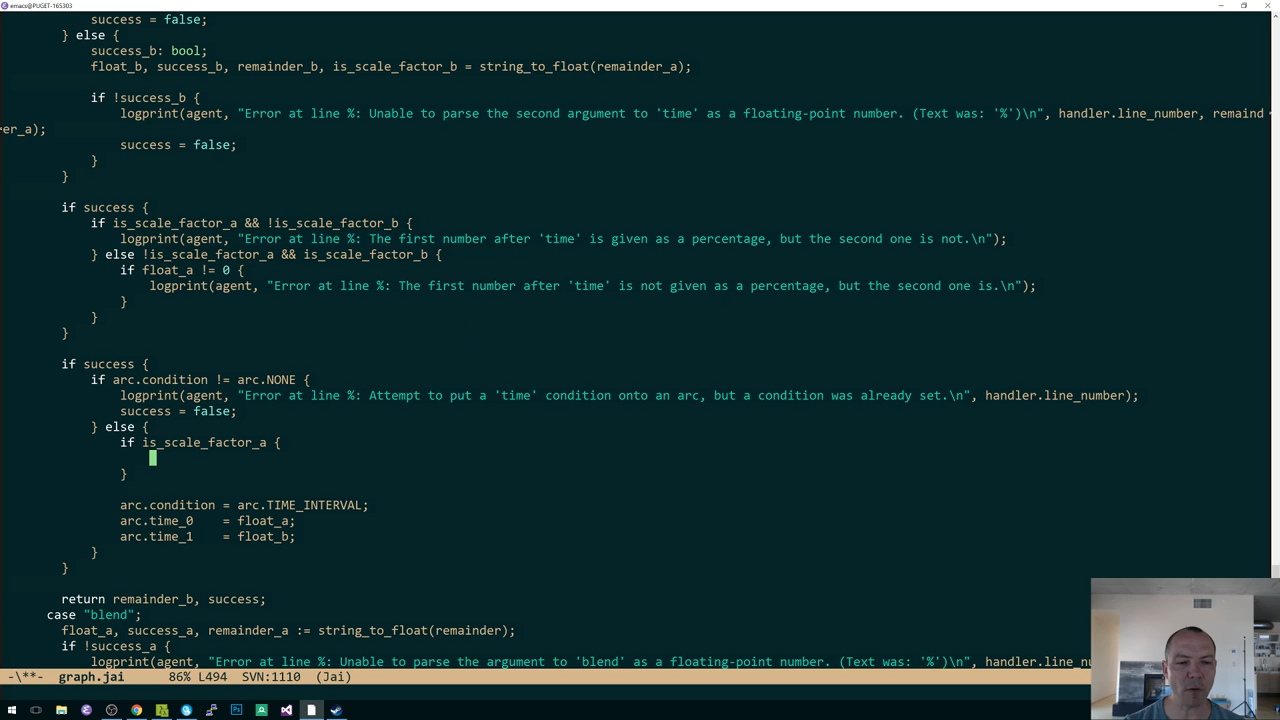 emacs@PUGET-165303
success = false;
} else {
success_b: bool;
float_b, success_b, remainder_b, is_scale_factor_b = string_to_float(remainder_a);
if !success_b {
logprint(agent, "Error at line %: Unable to parse the second argument to 'time' as a floating-point number. (Text was: '%')\n", handler.line_number, remaind
er_a);
success = false;
}
}
if success {
if is_scale_factor_a && !is_scale_factor_b {
logprint(agent, "Error at line %: The first number after 'time' is given as a percentage, but the second one is not.\n");
} else !is_scale_factor_a && is_scale_factor_b {
if float_a != 0 {
logprint(agent, "Error at line %: The first number after 'time' is not given as a percentage, but the second one is.\n");
}
}
}
if success {
if arc.condition != arc.NONE {
logprint(agent, "Error at line %: Attempt to put a 'time' condition onto an arc, but a condition was already set.\n", handler.line_number);
success = false;
} else {
if is_scale_factor_a {
}
arc.condition = arc.TIME_INTERVAL;
arc.time_0    = float_a;
arc.time_1    = float_b;
}
}
return remainder_b, success;
case "blend";
float_a, success_a, remainder_a := string_to_float(remainder);
if !success_a {
logprint(agent, "Error at line %: Unable to parse the argument to 'blend' as a floating-point number. (Text was: '%')\n", handler.line_nu
-\**-  graph.jai      86% L494  SVN:1110  (Jai)